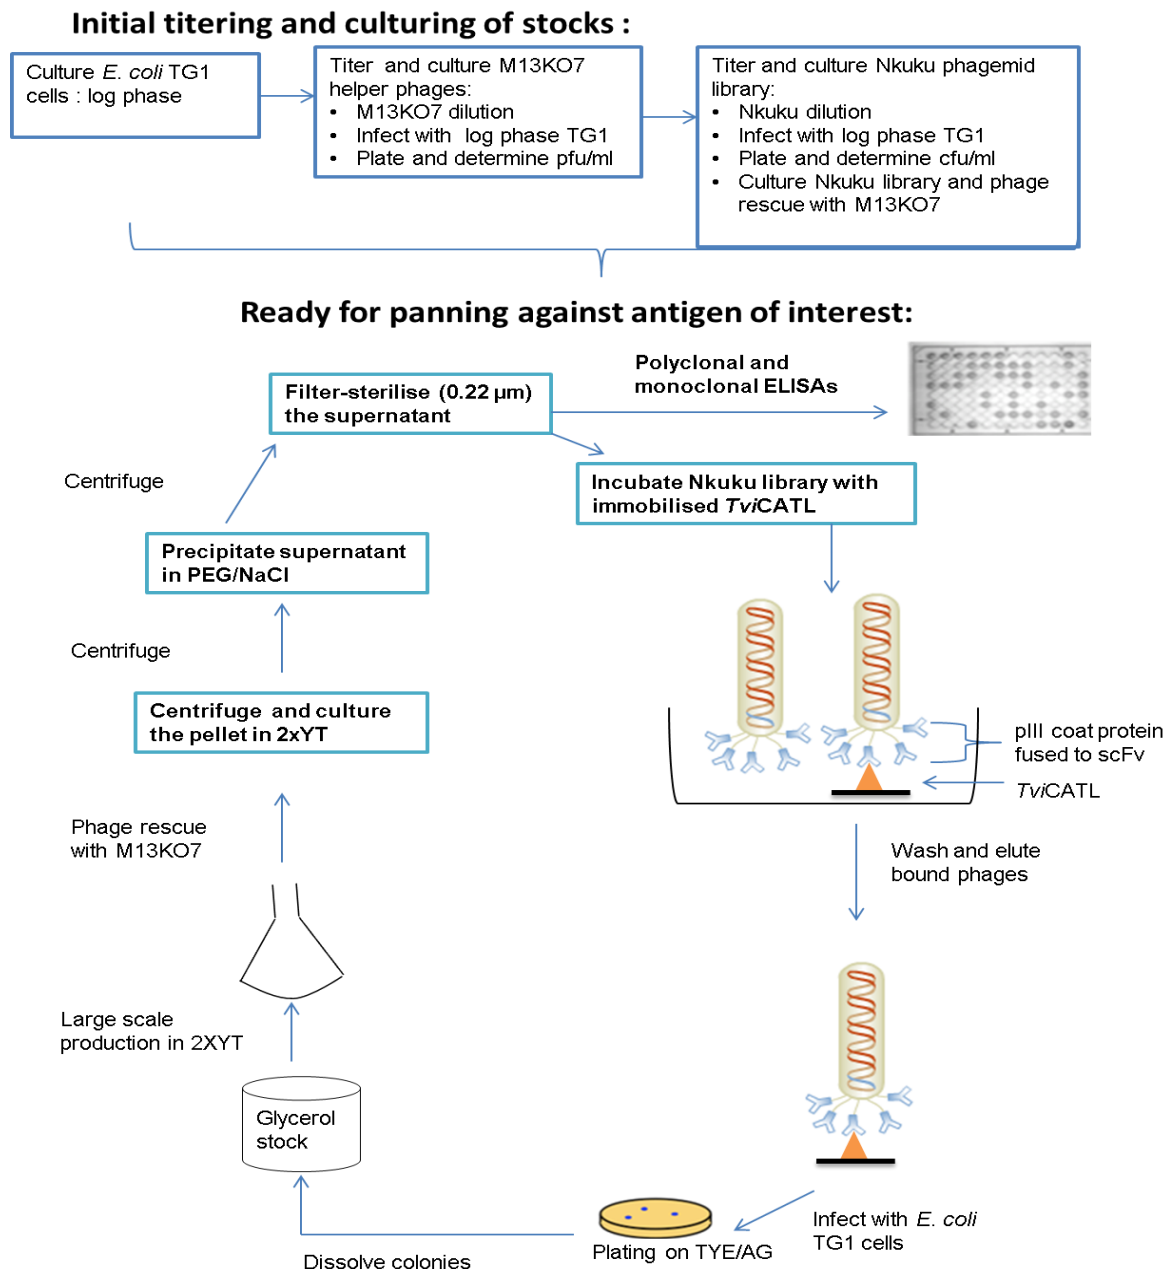 Initial titering and culturing of stocks :
Culture E. coli TG1
cells : log phase
Titer and culture M13KO7
helper phages:
• M13KO7 dilution
• Infect with log phase TG1
• Plate and determine pfu/ml
Titer and culture Nkuku phagemid
library:
• Nkuku dilution
• Infect with log phase TG1
• Plate and determine cfu/ml
• Culture Nkuku library and phage
rescue with M13KO7
Ready for panning against antigen of interest:
Polyclonal and
monoclonal ELISAs
Filter-sterilise (0.22 µm)
the supernatant
Incubate Nkuku library with
immobilised TviCATL
Centrifuge
Precipitate supernatant
in PEG/NaCl
Centrifuge
Centrifuge and culture
the pellet in 2xYT
pIII coat protein
fused to scFv
TviCATL
Phage rescue
with M13KO7
Wash and elute
bound phages
Large scale
production in 2XYT
Glycerol
stock
Infect with E. coli
TG1 cells
Plating on TYE/AG
Dissolve colonies